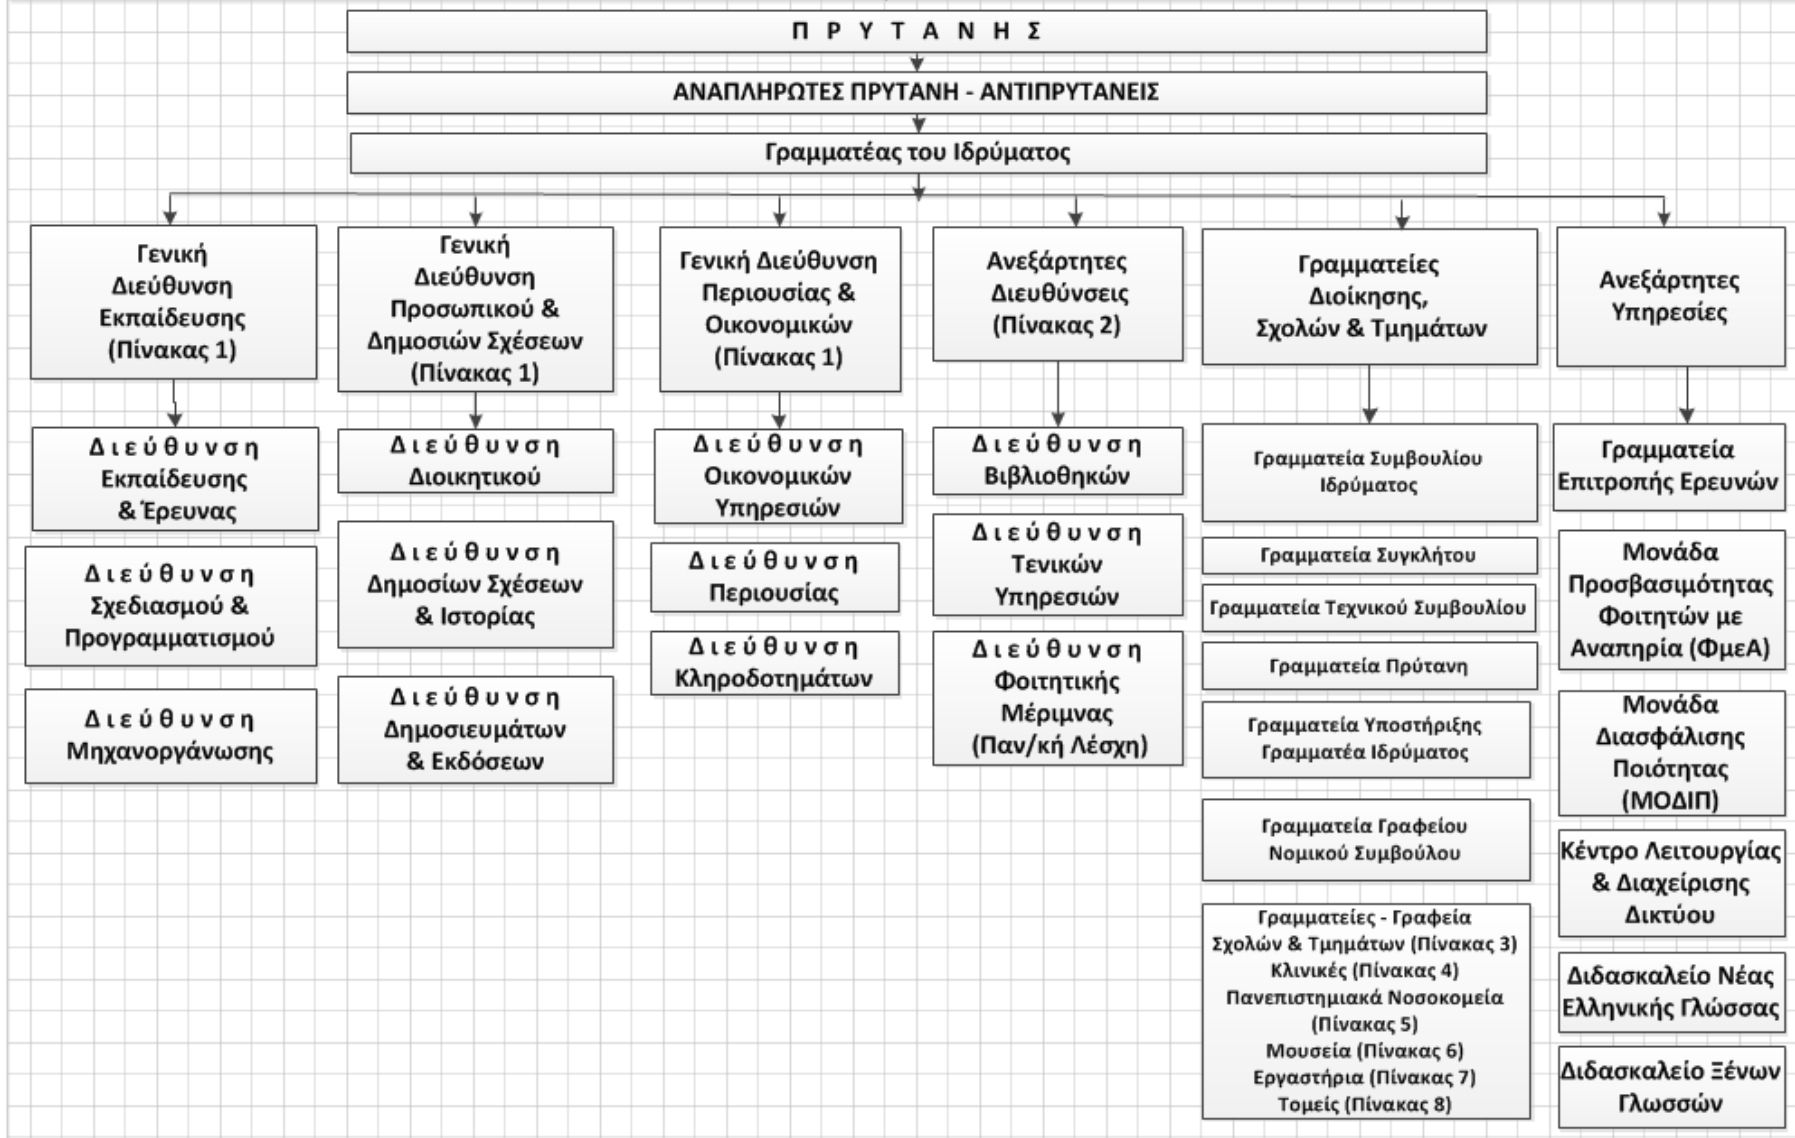 Π Ρ Υ Τ Α Ν Η Σ
ΑΝΑΠΛΗΡΩΤΕΣ ΠΡΥΤΑΝΗ - ΑΝΤΙΠΡΥΤΑΝΕΙΣ
Γραμματέας του Ιδρύματος
Γενική
Διεύθυνση
Εκπαίδευσης
(Πίνακας 1)
Δ ι ε ύ θ υ ν σ η
Εκπαίδευσης
& Έρευνας
Δ ι ε ύ θ υ ν σ η
Σχεδιασμού &
Προγραμματισμού
Δ ι ε ύ θ υ ν σ η
Μηχανοργάνωσης
Γενική
Διεύθυνση
Προσωπικού &
Δημοσιών Σχέσεων
(Πίνακας 1)
Δ ι ε ύ θ υ ν σ η
Διοικητικού
Δ ι ε ύ θ υ ν σ η
Δημοσίων Σχέσεων
& Ιστορίας
Δ ι ε ύ θ υ ν σ η
Δημοσιευμάτων
& Εκδόσεων
Γενική Διεύθυνση
Περιουσίας &
Οικονομικών
(Πίνακας 1)
Δ ι ε ύ θ υ ν σ η
Οικονομικών
Υπηρεσιών
Δ ι ε ύ θ υ ν σ η
Περιουσίας
Δ ι ε ύ θ υ ν σ η
Κληροδοτημάτων
Ανεξάρτητες
Διευθύνσεις
(Πίνακας 2)
Δ ι ε ύ θ υ ν σ η
Βιβλιοθηκών
Δ ι ε ύ θ υ ν σ η
Τενικών
Υπηρεσιών
Δ ι ε ύ θ υ ν σ η
Φοιτητικής
Μέριμνας
(Παν/κή Λέσχη)
Γραμματείες
Διοίκησης,
Σχολών & Τμημάτων
Γραμματεία Συμβουλίου
Ιδρύματος
Γραμματεία Συγκλήτου
Γραμματεία Τεχνικού Συμβουλίου
Γραμματεία Πρύτανη
Γραμματεία Υποστήριξης
Γραμματέα Ιδρύματος
Γραμματεία Γραφείου
Νομικού Συμβούλου
Γραμματείες - Γραφεία
Σχολών & Τμημάτων (Πίνακας 3)
Κλινικές (Πίνακας 4)
Πανεπιστημιακά Νοσοκομεία
(Πίνακας 5)
Μουσεία (Πίνακας 6)
Εργαστήρια (Πίνακας 7)
Τομείς (Πίνακας 8)
Ανεξάρτητες
Υπηρεσίες
Γραμματεία
Επιτροπής Ερευνών
Μονάδα
Προσβασιμότητας
Φοιτητών με
Αναπηρία (ΦμεΑ)
Μονάδα
Διασφάλισης
Ποιότητας
(ΜΟΔΙΠ)
Κέντρο Λειτουργίας
& Διαχείρισης
Δικτύου
Διδασκαλείο Νέας
Ελληνικής Γλώσσας
Διδασκαλείο Ξένων
Γλωσσών